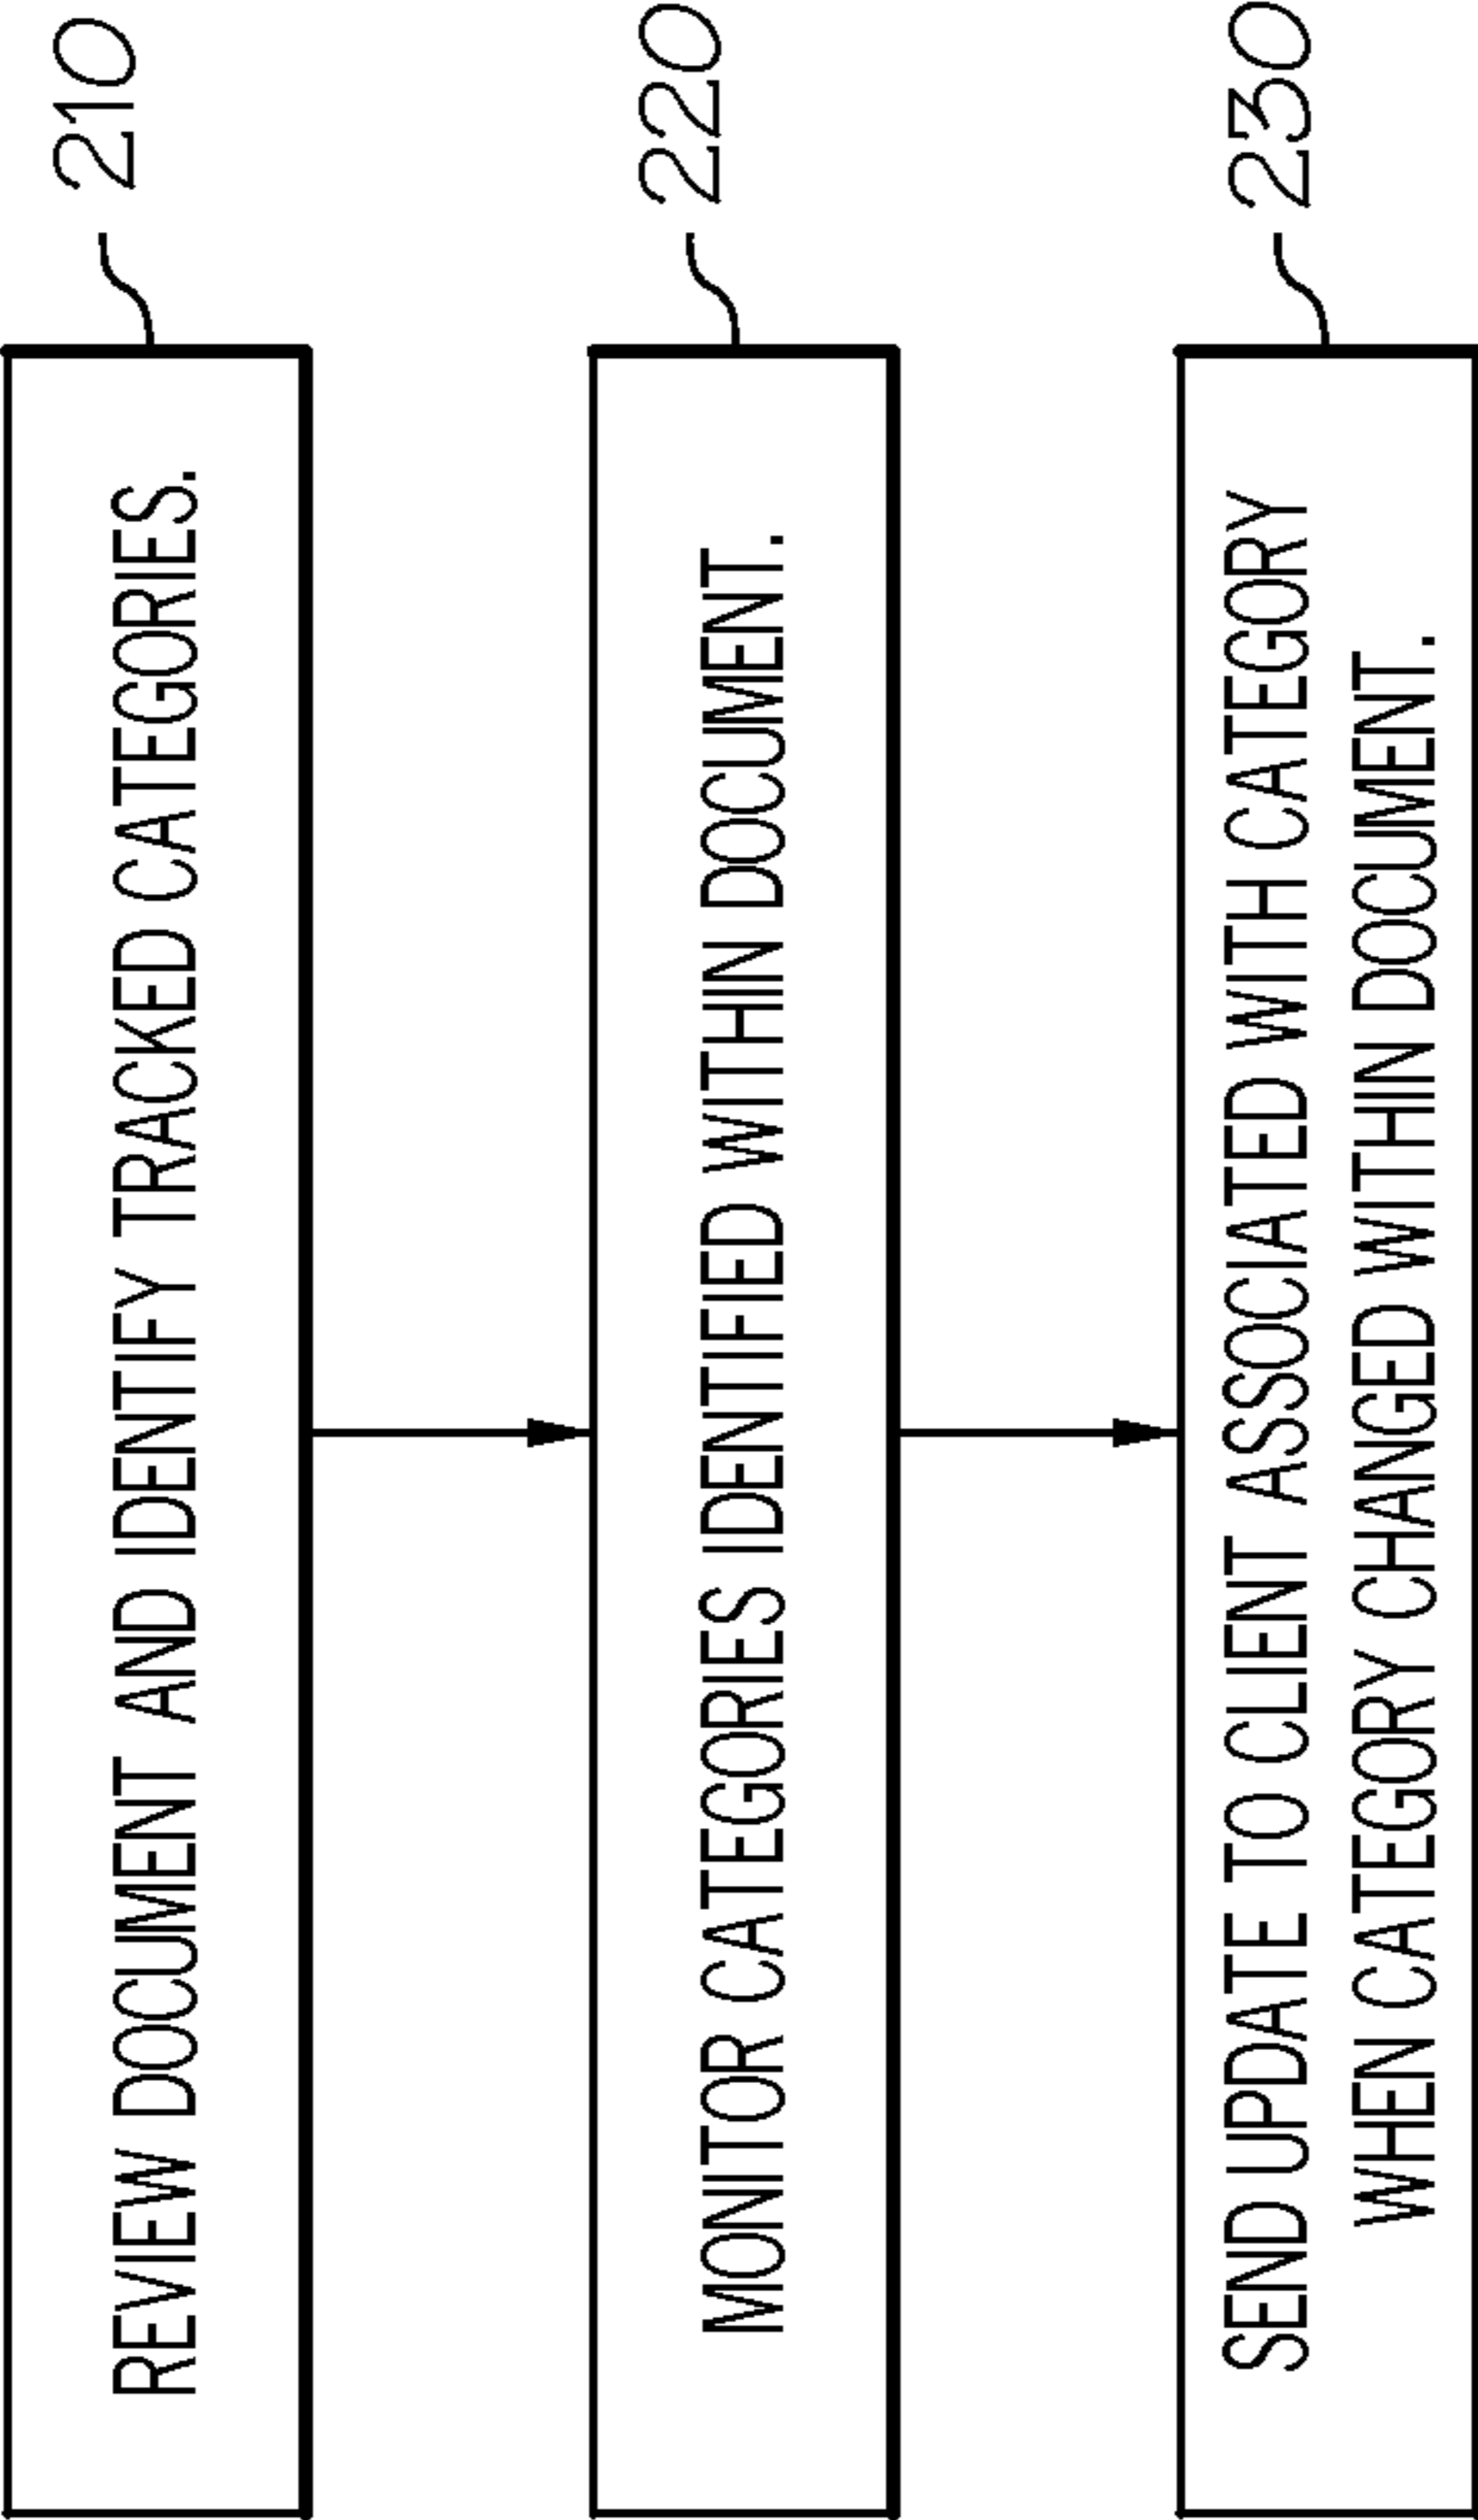 210
REVIEW DOCUMENT AND IDENTIFY TRACKED CATEGORIES.
220
MONITOR CATEGORIES IDENTIFIED WITHIN DOCUMENT.
230
SEND UPDATE TO CLIENT ASSOCIATED WITH CATEGORY
WHEN CATEGORY CHANGED WITHIN DOCUMENT.